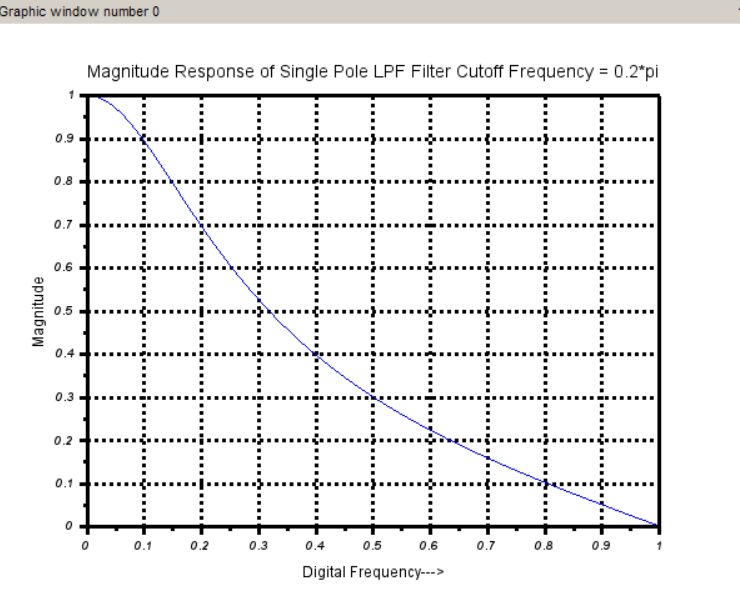 Graphic window number 0
Magnitude Response of Single Pole LPF Filter Cutoff Frequency = 0.2*pi
1
0.9
0.8
0.7
0.6
0.5
0.4
0.3
0.2
0.1
0
Magnitude
0 0.1 0.2 0.3 0.4 0.5 0.6 0.7 0.8 0.9 1
Digital Frequency--->